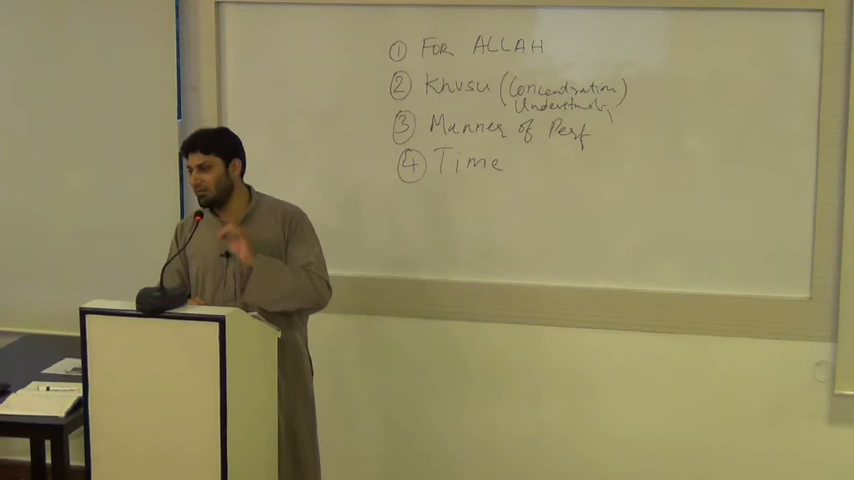 ① FOR ALLAH
② Khusu (Concentration
Understanding)
③ Manner of Perf
④ Time